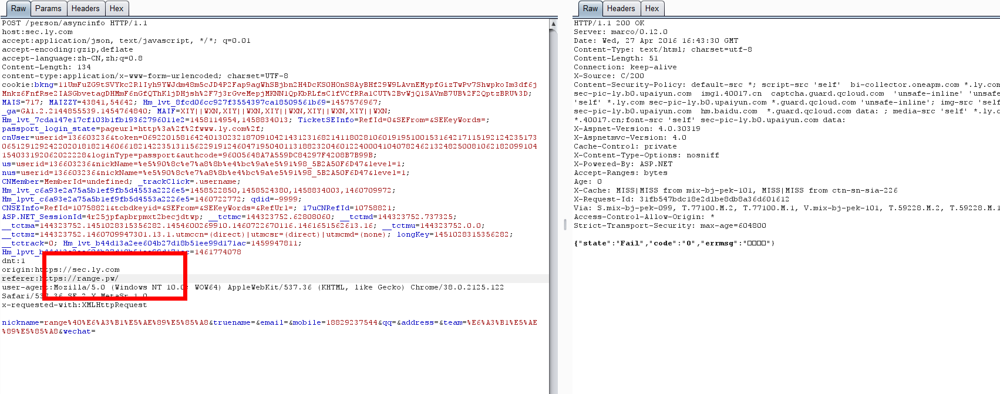 Raw Params Headers Hex
POST /person/asyncinfo HTTP/1.1
host:sec.ly.com
accept:application/json, text/javascript, */*; q=0.01
accept-encoding:gzip,deflate
accept-language:zh-CN,zh;q=0.8
Content-Length: 134
content-type:application/x-www-form-urlencoded; charset=UTF-8
cookie:bkng=11UmFuZG9tSVYkc2RlIyh9YWJdm48m5cJD4P2Fap9agWhSBjbn2H4DcKSOHOnS8AyBHf29W9LAvnEMypfGizTwPv7ShwpkoIm3df6j
Mnkz6FnfRse2IASGbvetagDHMmF6nGfQThKljDHjsh%2F7j3rGveMepjMKNN1QpKbRLfsClfVCfRRa1CUT%2BvWjQ1SAVmB7UB%2F2QptzBRU%3D;
MAIS=717; MAIZZY=43841,54642; Hm_lvt_8fcd06cc927f3554397ca18509561b69=1457576967;
_ga=GA1.2.2144855539.1454764840; MAIF=XIY||WXN,XIY||WXN,XIY||WXN,XIY||WXN,XIY||WXN;
Hm_lvt_7cda147e17cf103b1fb19362796011e2=1458114954,1458834013; TicketSEInfo=RefId=0&SEFrom=&SEKeyWords=;
passport_login_state=pageurl=http%3a%2f%2fwww.ly.com%2f;
cnUser=userid=136603236&token=0692201581642401302321870910421431231682141180281060191951001531642171151921242351​73
065129129242202018182146066182142235131156229191246047195040113188232046012240004104078246213248250081062182099104
154033192062022228&loginType=passport&authcode=96005648A7A559DC84297F4208B7B99B;
us=userid=136603236&nickName=%e5%90%8c%e7%a8%8b%e4%bc%9a%e5%91%98_5B2A50F6D47&level=1;
nus=userid=136603236&nickName=%e5%90%8c%e7%a8%8b%e4%bc%9a%e5%91%98_5B2A50F6D47&level=1;
CNMember=MemberId=undefined; _trackClick=.username;
Hm_lvt_c6a93e2a75a5b1ef9fb5d4553a2226e5=1458522850,1458524380,1458834003,1460709972;
Hm_lpvt_c6a93e2a75a5b1ef9fb5d4553a2226e5=1460722772; qdid=-9999;
CNSEInfo=RefId=10758821&tcbdkeyid=&SEFrom=&SEKeyWords=&RefUrl=; 17uCNRefId=10758821;
ASP.NET_SessionId=4r25jpfapbrpmxt2becjdtwp; __tctmc=144323752.62808060; __tctmd=144323752.737325;
__tctma=144323752.1451028315356282.1454600269910.1460722670116.1461651562613.16; __tctmu=144323752.0.0;
__tctmz=144323752.1460709947301.13.1.utmccn=(direct)|utmcsr=(direct)|utmcmd=(none); longKey=1451028315356282;
__tctrack=0; Hm_lvt_b44d13a2ee604b27d18b51ee99d171ac=1459947811;
Hm_lpvt_b44d13a2ee604b27d18b51ee99d171ac=1461774078
dnt:1
origin:https://sec.ly.com
referer:https://range.pw/
user-agent:Mozilla/5.0 (Windows NT 10.0; WOW64) AppleWebKit/537.36 (KHTML, like Gecko) Chrome/38.0.2125.122
Safari/537.36 SE 2.X MetaSr 1.0
x-requested-with:XMLHttpRequest
nickname=range%40%E6%A3%B1%E5%AE%89%E5%85%A8&truename=&email=&mobile=18829237544&qq=&address=&team=%E6%A3%B1%E5%AE
%89%E5%85%A8&wechat=
Raw Headers Hex
HTTP/1.1 200 OK
Server: marco/0.12.0
Date: Wed, 27 Apr 2016 16:43:30 GMT
Content-Type: text/html; charset=utf-8
Content-Length: 51
Connection: keep-alive
X-Source: C/200
Content-Security-Policy: default-src *; script-src 'self'  bi-collector.oneapm.com *.ly.com
sec-pic-ly.b0.upaiyun.com  img1.40017.cn  captcha.guard.qcloud.com  'unsafe-inline' 'unsafe
'self' *.ly.com sec-pic-ly.b0.upaiyun.com *.guard.qcloud.com 'unsafe-inline'; img-src 'self
sec-pic-ly.b0.upaiyun.com  hm.baidu.com  *.guard.qcloud.com data: ; media-src 'self' *.ly.c
*.40017.cn;font-src 'self' sec-pic-ly.b0.upaiyun.com data:
X-Aspnet-Version: 4.0.30319
X-Aspnetmvc-Version: 4.0
Cache-Control: private
X-Content-Type-Options: nosniff
X-Powered-By: ASP.NET
Accept-Ranges: bytes
Age: 0
X-Cache: MISS|MISS from mix-bj-pek-101, MISS|MISS from ctn-sn-sia-226
X-Request-Id: 31fb547bdc18e2d1be8db8a36d601612
Via: S.mix-bj-pek-099, T.77100.M.2, T.77100.M.1, V.mix-bj-pek-101, T.59228.M.2, T.59228.M.1
Access-Control-Allow-Origin: *
Strict-Transport-Security: max-age=604800
{"state":"Fail","code":"0","errmsg":"□□□□"}